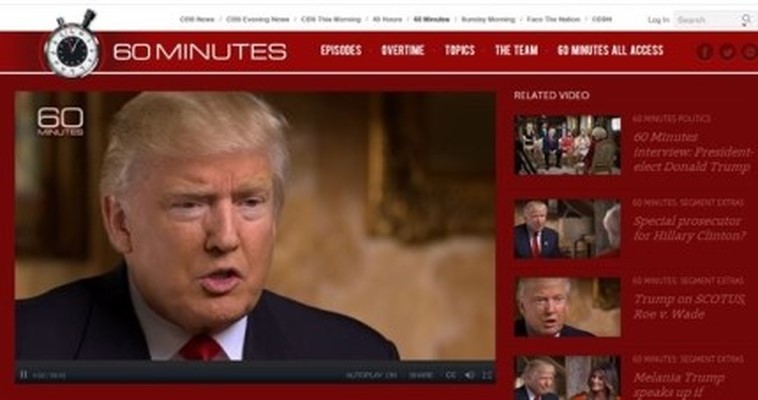 CBS News / CBS Evening News / CBS This Morning / 48 Hours / 60 Minutes / Sunday Morning / Face The Nation / CBSN
Log In Search
60 MINUTES
EPISODES OVERTIME TOPICS THE TEAM 60 MINUTES ALL ACCESS
60
MINUTES
RELATED VIDEO
60 MINUTES POLITICS
60 Minutes
interview: President-
elect Donald Trump
60 MINUTES: SEGMENT EXTRAS
Special prosecutor
for Hillary Clinton?
60 MINUTES: SEGMENT EXTRAS
Trump on SCOTUS,
Roe v. Wade
60 MINUTES: SEGMENT EXTRAS
Melania Trump
speaks up if
AUTOPLAY ON SHARE CC